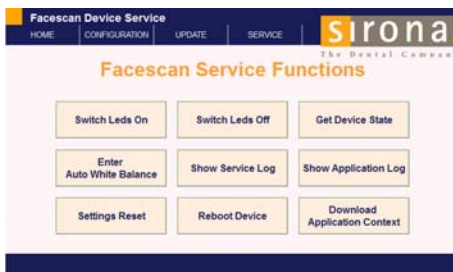 Facescan Device Service
HOME CONFIGURATION UPDATE SERVICE
sirona
The Dental Company
Facescan Service Functions
Switch Leds On
Switch Leds Off
Get Device State
Enter
Auto White Balance
Show Service Log
Show Application Log
Settings Reset
Reboot Device
Download
Application Context